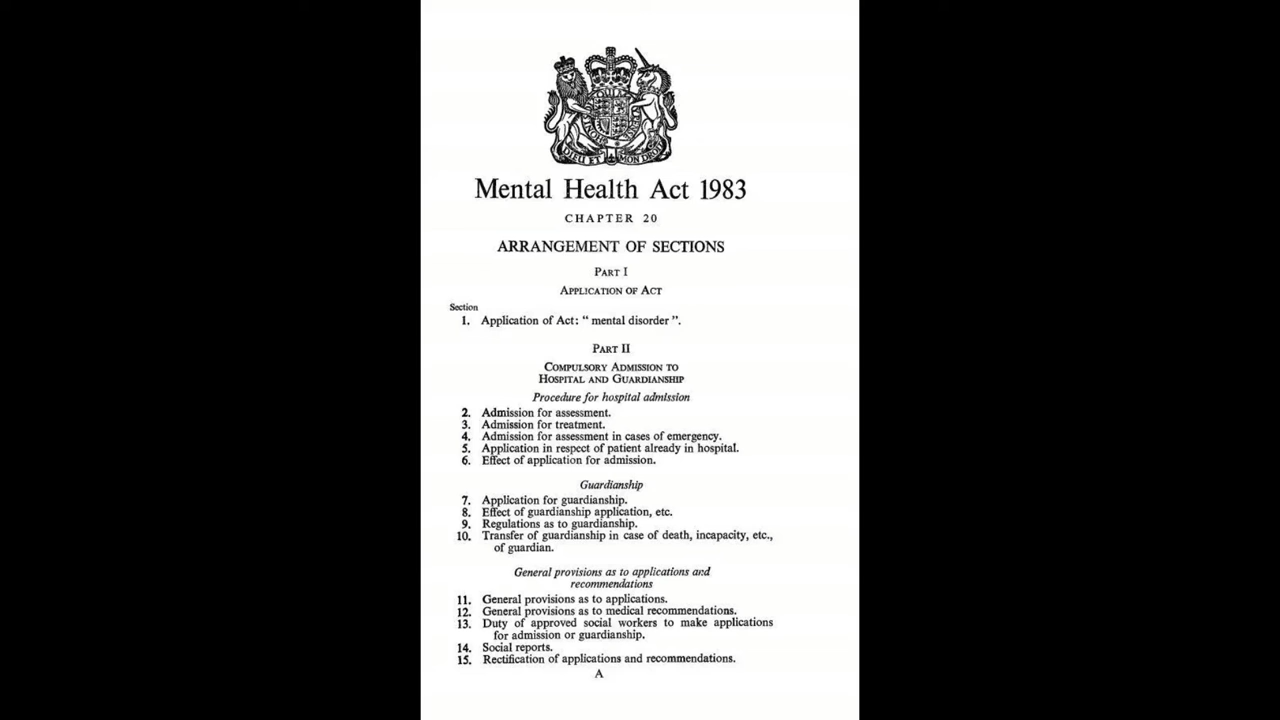 DIEU ET MON DROIT
Mental Health Act 1983
CHAPTER 20
ARRANGEMENT OF SECTIONS
PART I
APPLICATION OF ACT
Section
1. Application of Act: “ mental disorder ”.
PART II
COMPULSORY ADMISSION TO
HOSPITAL AND GUARDIANSHIP
Procedure for hospital admission
2. Admission for assessment.
3. Admission for treatment.
4. Admission for assessment in cases of emergency.
5. Application in respect of patient already in hospital.
6. Effect of application for admission.
Guardianship
7. Application for guardianship.
8. Effect of guardianship application, etc.
9. Regulations as to guardianship.
10. Transfer of guardianship in case of death, incapacity, etc.,
of guardian.
General provisions as to applications and
recommendations
11. General provisions as to applications.
12. General provisions as to medical recommendations.
13. Duty of approved social workers to make applications
for admission or guardianship.
14. Social reports.
15. Rectification of applications and recommendations.
A